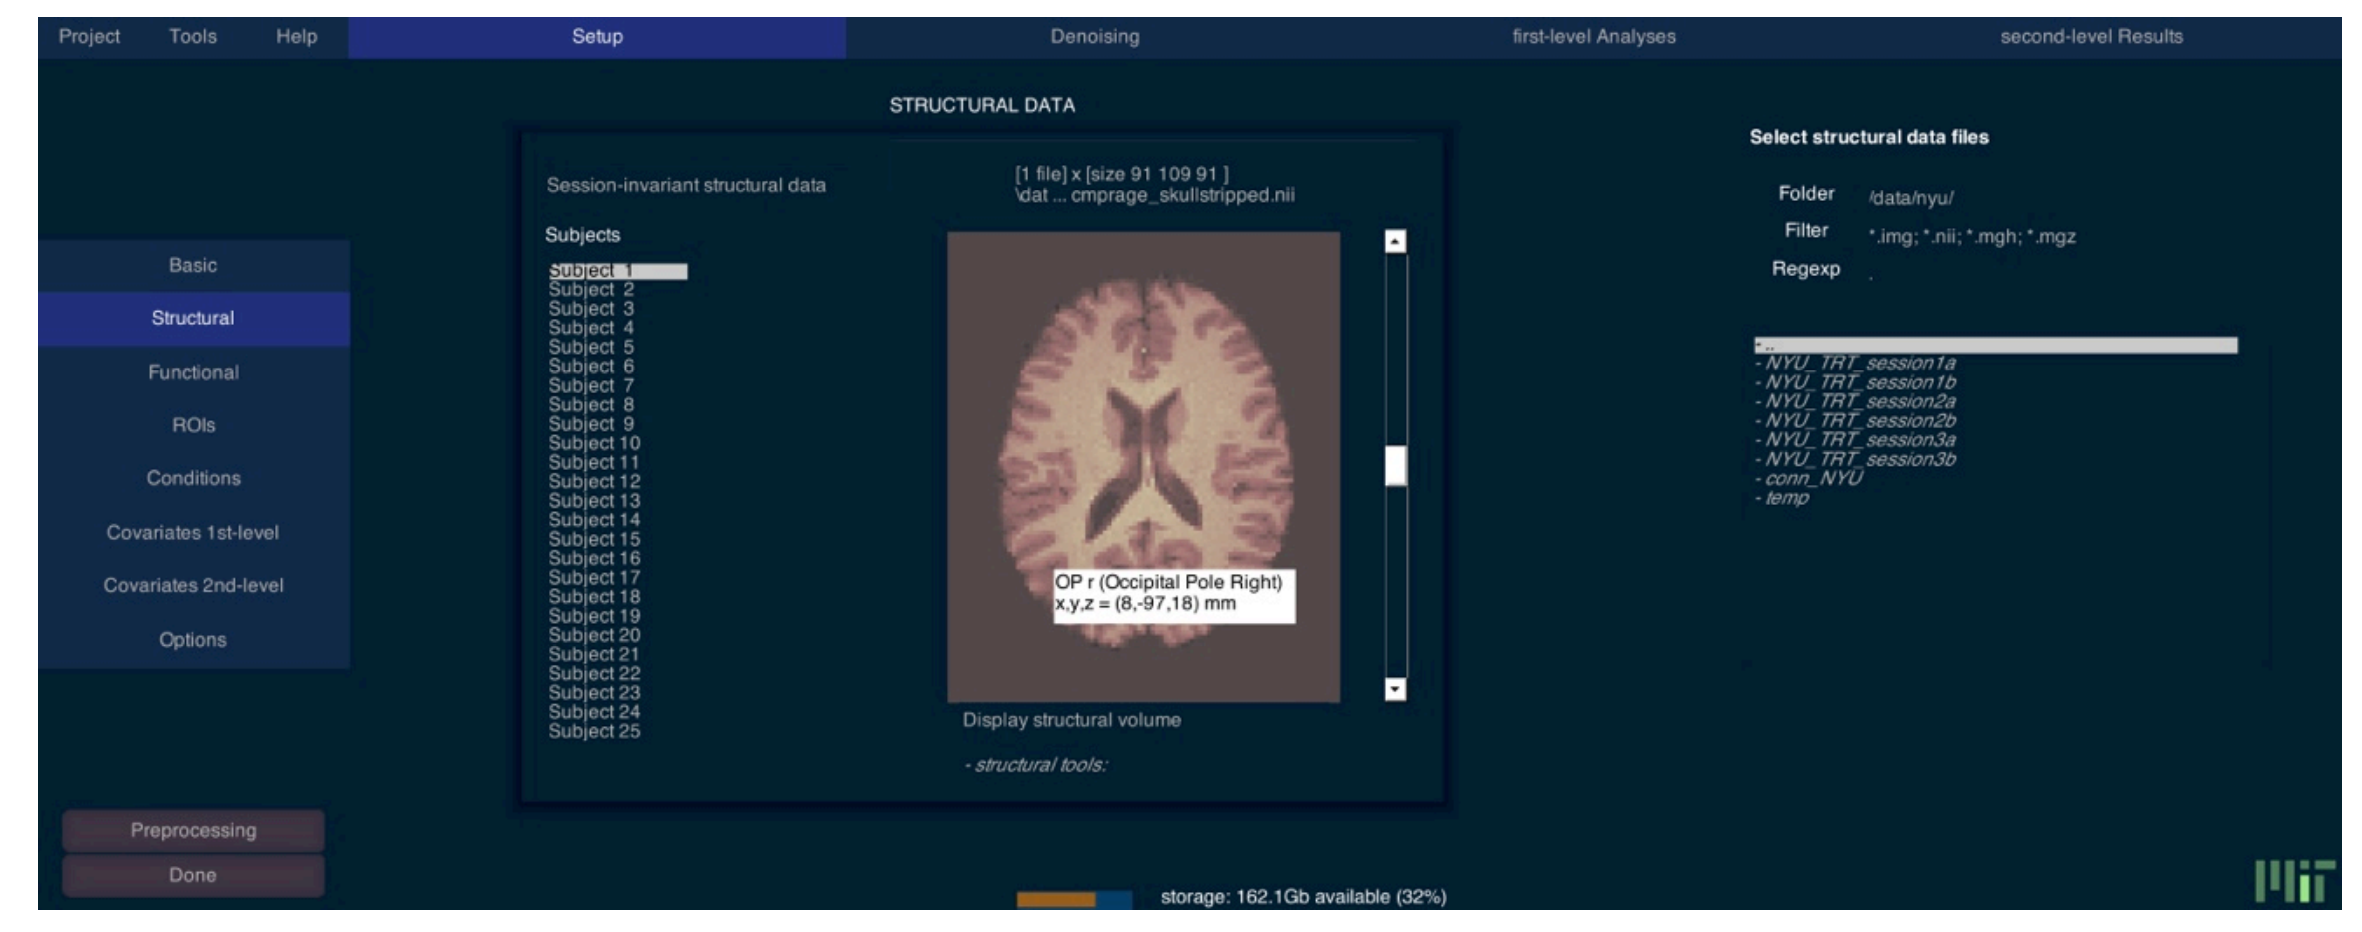 Project Tools Help Setup Denoising first-level Analyses second-level Results
STRUCTURAL DATA
Basic
Structural
Functional
ROIs
Conditions
Covariates 1st-level
Covariates 2nd-level
Options
Preprocessing
Done
Session-invariant structural data
Subjects
Subject 1
Subject 2
Subject 3
Subject 4
Subject 5
Subject 6
Subject 7
Subject 8
Subject 9
Subject 10
Subject 11
Subject 12
Subject 13
Subject 14
Subject 15
Subject 16
Subject 17
Subject 18
Subject 19
Subject 20
Subject 21
Subject 22
Subject 23
Subject 24
Subject 25
[1 file] x [size 91 109 91 ]
\dat ... cmprage_skullstripped.nii
OP r (Occipital Pole Right)
x,y,z = (8,-97,18) mm
Display structural volume
- structural tools:
Select structural data files
Folder /data/nyu/
Filter *.img; *.nii; *.mgh; *.mgz
Regexp .
- ..
- NYU_TRT_session1a
- NYU_TRT_session1b
- NYU_TRT_session2a
- NYU_TRT_session2b
- NYU_TRT_session3a
- NYU_TRT_session3b
- conn_NYU
- temp
storage: 162.1Gb available (32%)
MiT